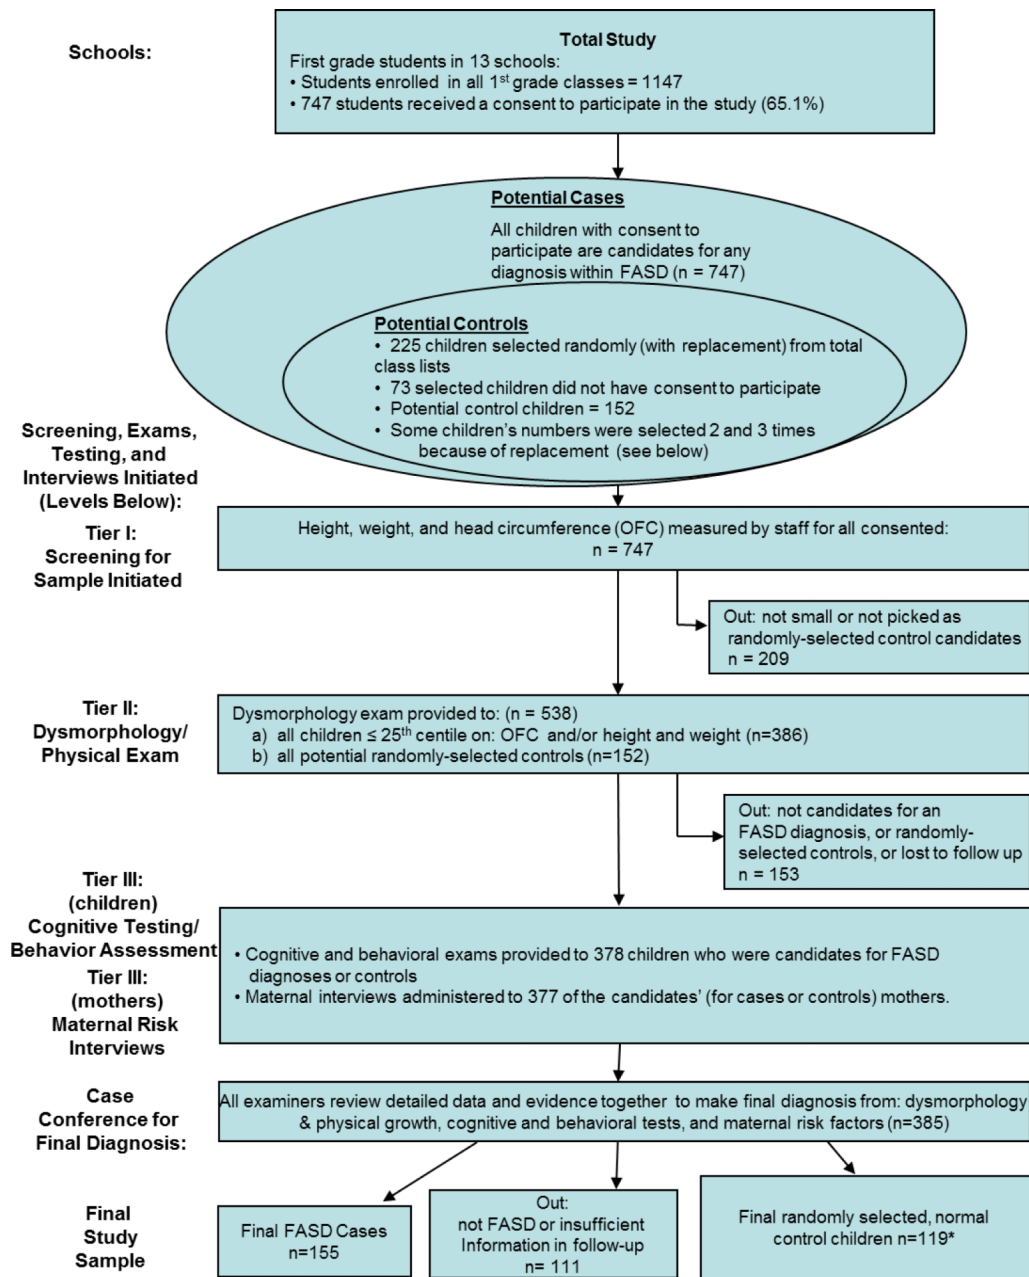 Schools:
Total Study
First grade students in 13 schools:
• Students enrolled in all 1st grade classes = 1147
• 747 students received a consent to participate in the study (65.1%)
Potential Cases
All children with consent to
participate are candidates for any
diagnosis within FASD (n = 747)
Potential Controls
• 225 children selected randomly (with replacement) from total
class lists
• 73 selected children did not have consent to participate
• Potential control children = 152
• Some children's numbers were selected 2 and 3 times
because of replacement (see below)
Screening, Exams,
Testing, and
Interviews Initiated
(Levels Below):
Tier I:
Screening for
Sample Initiated
Height, weight, and head circumference (OFC) measured by staff for all consented:
n = 747
Out: not small or not picked as
randomly-selected control candidates
n = 209
Tier II:
Dysmorphology/
Physical Exam
Dysmorphology exam provided to: (n = 538)
a) all children ≤ 25th centile on: OFC and/or height and weight (n=386)
b) all potential randomly-selected controls (n=152)
Out: not candidates for an
FASD diagnosis, or randomly-
selected controls, or lost to follow up
n = 153
Tier III:
(children)
Cognitive Testing/
Behavior Assessment
Tier III:
(mothers)
Maternal Risk
Interviews
• Cognitive and behavioral exams provided to 378 children who were candidates for FASD
diagnoses or controls
• Maternal interviews administered to 377 of the candidates' (for cases or controls) mothers.
Case
Conference for
Final Diagnosis:
All examiners review detailed data and evidence together to make final diagnosis from: dysmorphology
& physical growth, cognitive and behavioral tests, and maternal risk factors (n=385)
Final
Study
Sample
Final FASD Cases
n=155
Out:
not FASD or insufficient
Information in follow-up
n= 111
Final randomly selected, normal
control children n=119*